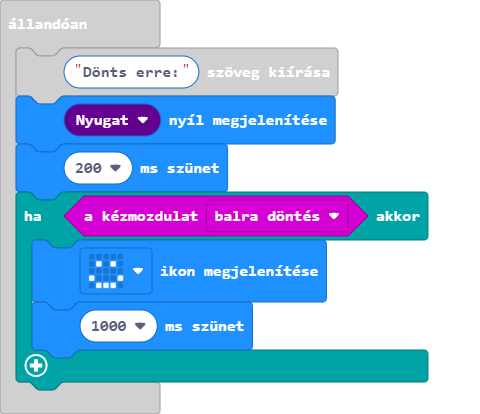 állandóan
"Dönts erre:" szöveg kiírása
Nyugat nyíl megjelenítése
200 ms szünet
ha a kézmozdulat balra döntés akkor
ikon megjelenítése
1000 ms szünet